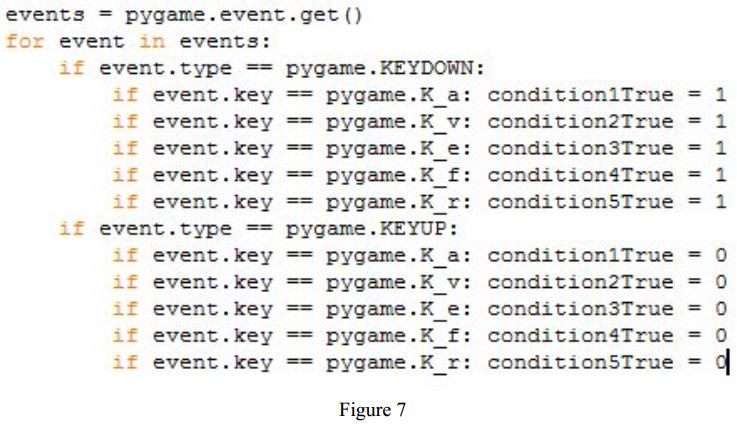 events = pygame.event.get()
for event in events:
    if event.type == pygame.KEYDOWN:
        if event.key == pygame.K_a: condition1True = 1
        if event.key == pygame.K_v: condition2True = 1
        if event.key == pygame.K_e: condition3True = 1
        if event.key == pygame.K_f: condition4True = 1
        if event.key == pygame.K_r: condition5True = 1
    if event.type == pygame.KEYUP:
        if event.key == pygame.K_a: condition1True = 0
        if event.key == pygame.K_v: condition2True = 0
        if event.key == pygame.K_e: condition3True = 0
        if event.key == pygame.K_f: condition4True = 0
        if event.key == pygame.K_r: condition5True = 0
Figure 7